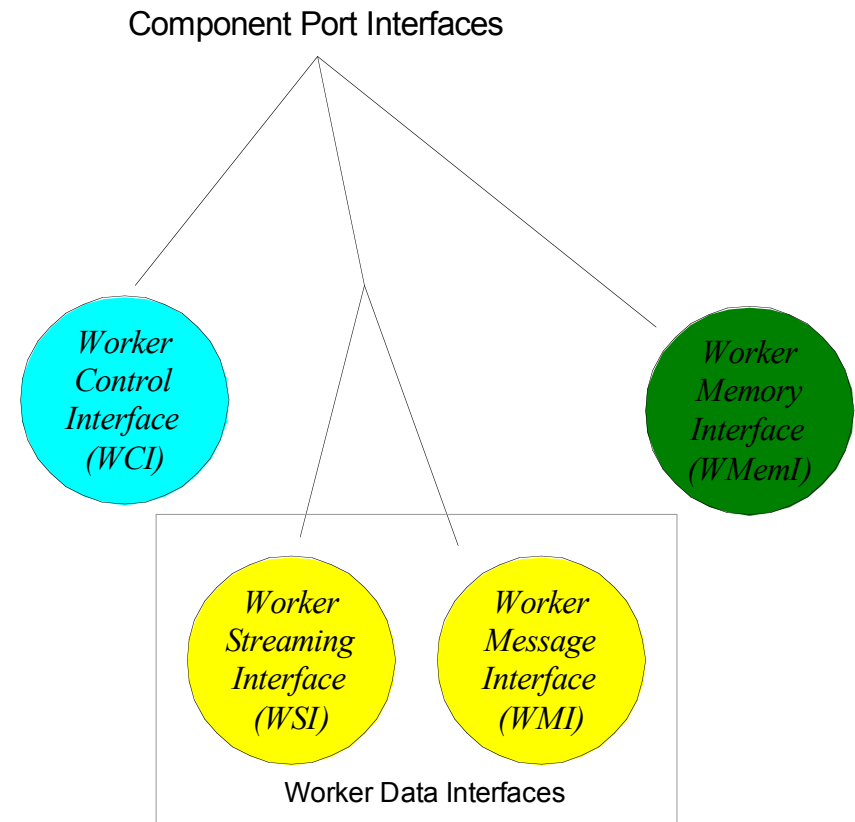 Component Port Interfaces
Worker
Control
Interface
(WCI)
Worker
Memory
Interface
(WMemI)
Worker
Streaming
Interface
(WSI)
Worker
Message
Interface
(WMI)
Worker Data Interfaces